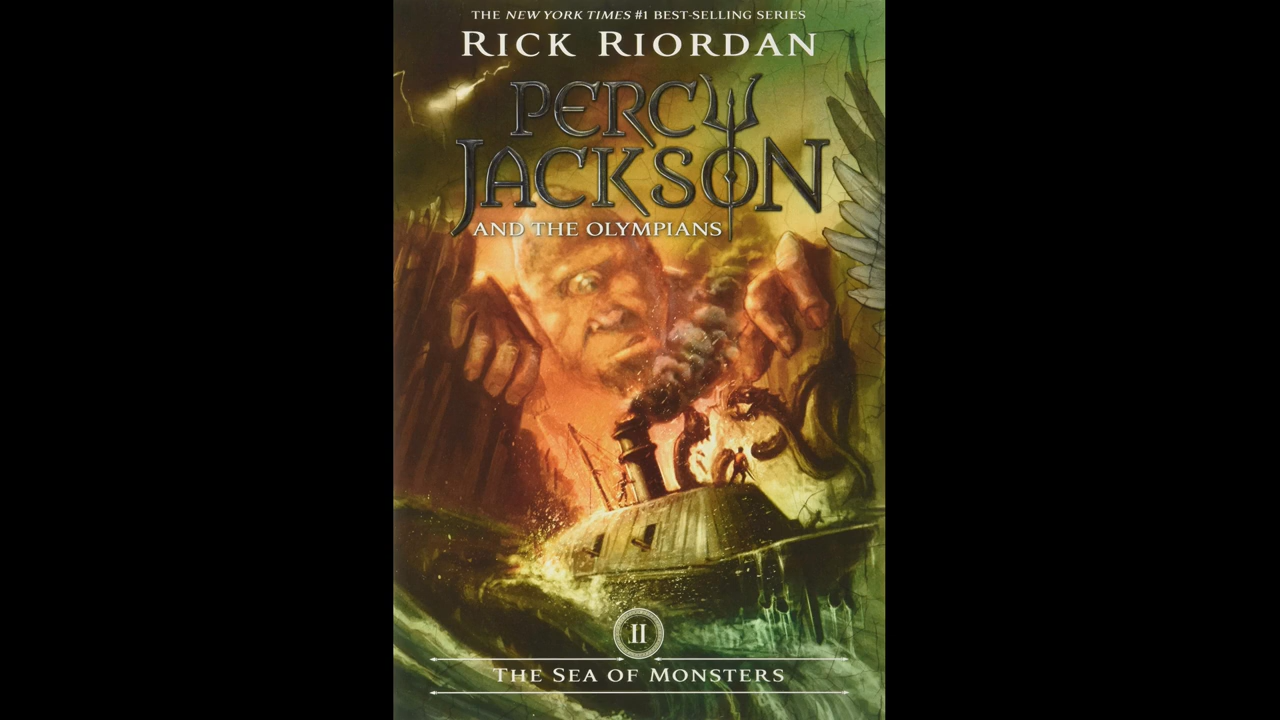 THE NEW YORK TIMES #1 BEST-SELLING SERIES
RICK RIORDAN
PERCY
JACKSON
AND THE OLYMPIANS
II
THE SEA OF MONSTERS